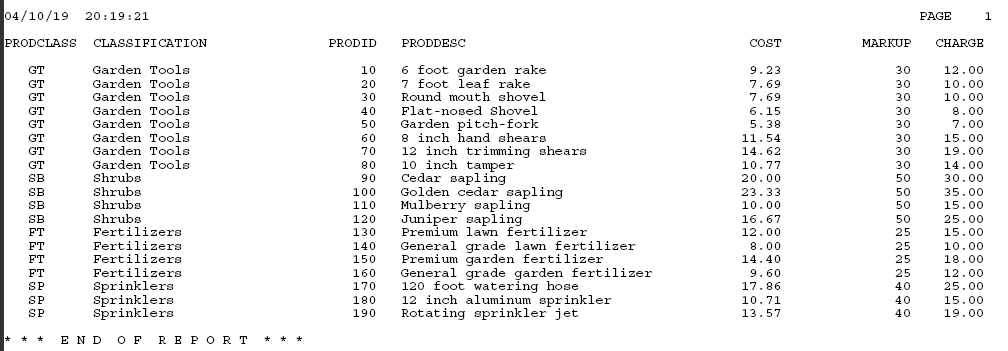 04/10/19  20:19:21  PAGE  1
PRODCLASS  CLASSIFICATION  PRODID  PRODDESC  COST  MARKUP  CHARGE
GT  Garden Tools  10  6 foot garden rake  9.23  30  12.00
GT  Garden Tools  20  7 foot leaf rake  7.69  30  10.00
GT  Garden Tools  30  Round mouth shovel  7.69  30  10.00
GT  Garden Tools  40  Flat-nosed Shovel  6.15  30  8.00
GT  Garden Tools  50  Garden pitch-fork  5.38  30  7.00
GT  Garden Tools  60  8 inch hand shears  11.54  30  15.00
GT  Garden Tools  70  12 inch trimming shears  14.62  30  19.00
GT  Garden Tools  80  10 inch tamper  10.77  30  14.00
SB  Shrubs  90  Cedar sapling  20.00  50  30.00
SB  Shrubs  100  Golden cedar sapling  23.33  50  35.00
SB  Shrubs  110  Mulberry sapling  10.00  50  15.00
SB  Shrubs  120  Juniper sapling  16.67  50  25.00
FT  Fertilizers  130  Premium lawn fertilizer  12.00  25  15.00
FT  Fertilizers  140  General grade lawn fertilizer  8.00  25  10.00
FT  Fertilizers  150  Premium garden fertilizer  14.40  25  18.00
FT  Fertilizers  160  General grade garden fertilizer  9.60  25  12.00
SP  Sprinklers  170  120 foot watering hose  17.86  40  25.00
SP  Sprinklers  180  12 inch aluminum sprinkler  10.71  40  15.00
SP  Sprinklers  190  Rotating sprinkler jet  13.57  40  19.00
* * *  E N D  O F  R E P O R T  * * *